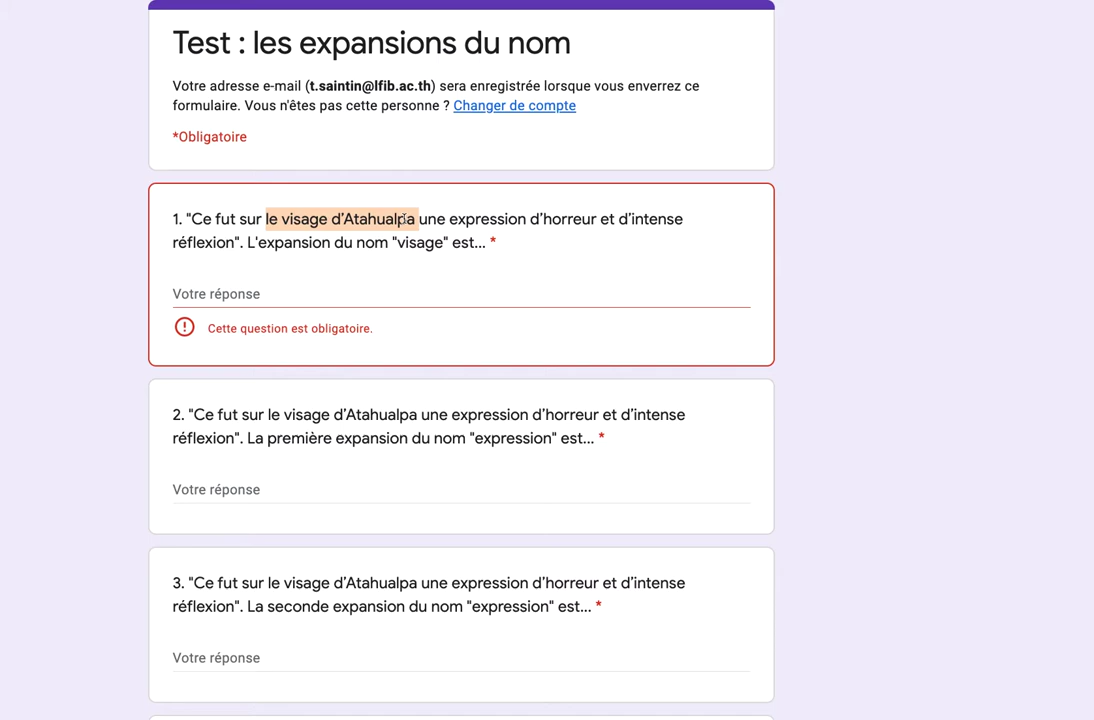 Test : les expansions du nom
Votre adresse e-mail (t.saintin@lfib.ac.th) sera enregistrée lorsque vous enverrez ce
formulaire. Vous n'êtes pas cette personne ? Changer de compte
*Obligatoire
1. "Ce fut sur le visage d’Atahualpa une expression d’horreur et d’intense
réflexion". L'expansion du nom "visage" est... *
Votre réponse
Cette question est obligatoire.
2. "Ce fut sur le visage d’Atahualpa une expression d’horreur et d’intense
réflexion". La première expansion du nom "expression" est... *
Votre réponse
3. "Ce fut sur le visage d’Atahualpa une expression d’horreur et d’intense
réflexion". La seconde expansion du nom "expression" est... *
Votre réponse